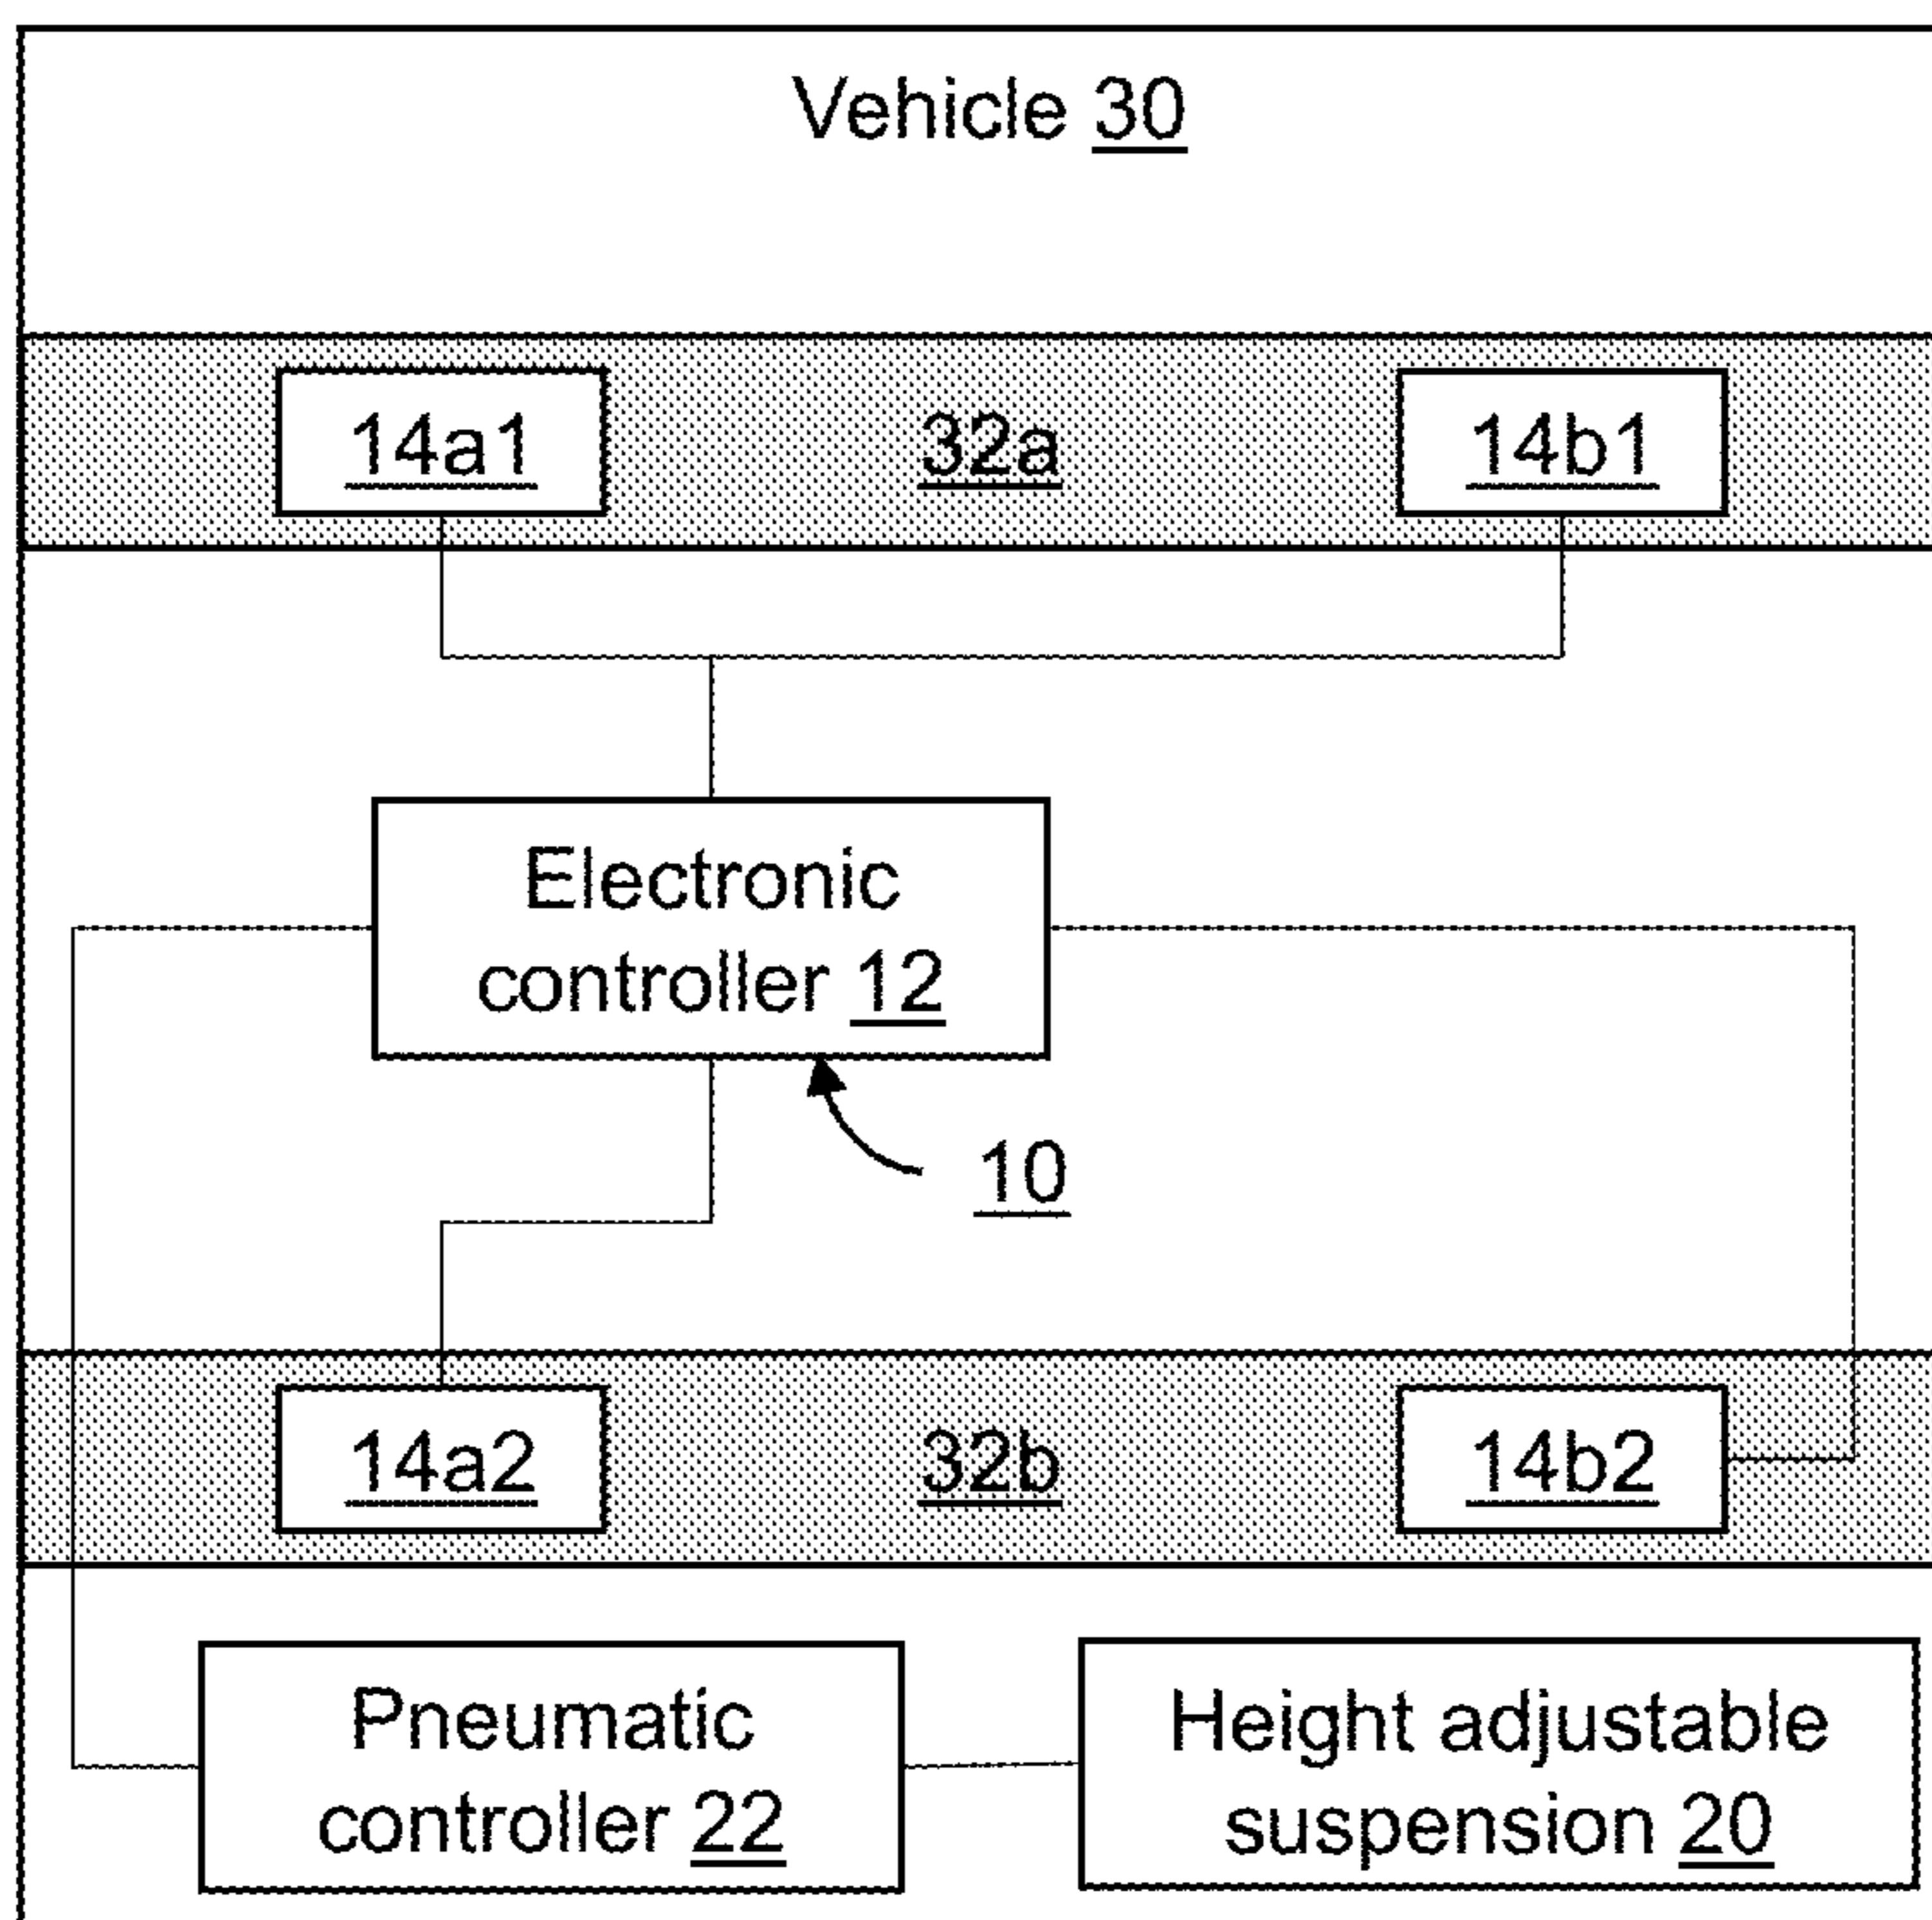 Vehicle 30
14a1
32a
14b1
Electronic
controller 12
10
14a2
32b
14b2
Pneumatic
controller 22
Height adjustable
suspension 20